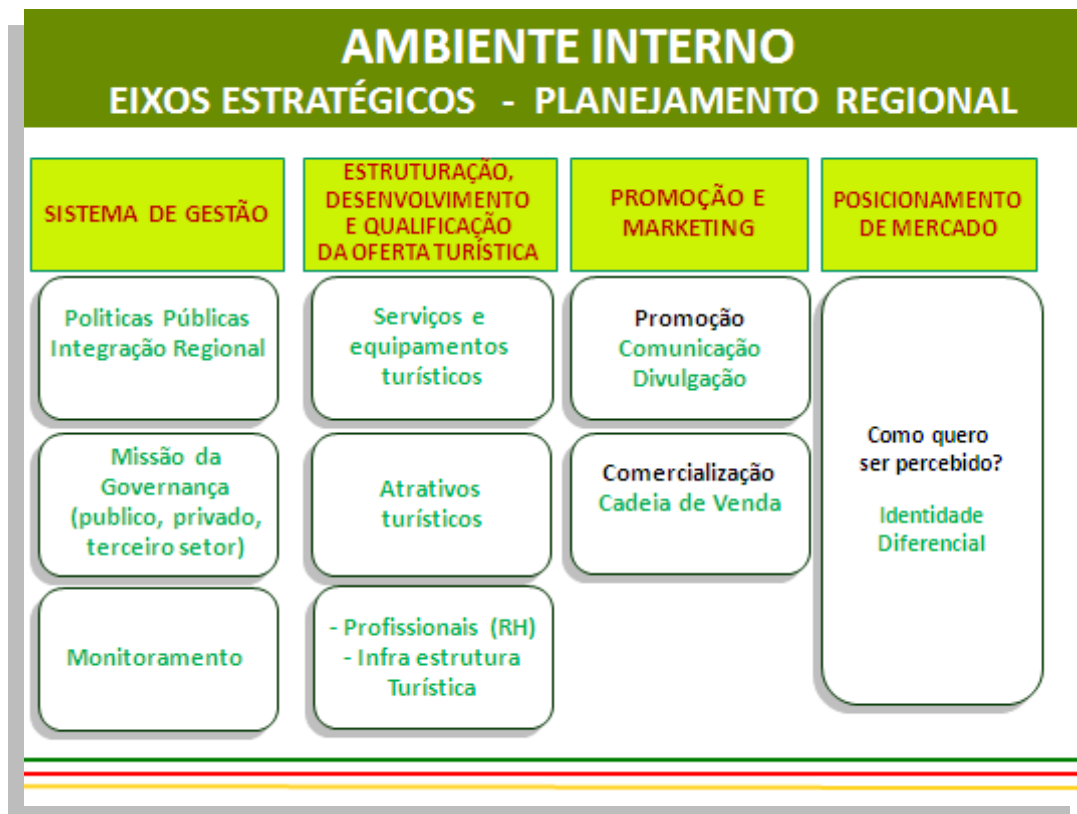 AMBIENTE INTERNO
EIXOS ESTRATÉGICOS - PLANEJAMENTO REGIONAL
SISTEMA DE GESTÃO
Politicas Públicas
Integração Regional
Missão da
Governança
(publico, privado,
terceiro setor)
Monitoramento
ESTRUTURAÇÃO,
DESENVOLVIMENTO
E QUALIFICAÇÃO
DA OFERTA TURÍSTICA
Serviços e
equipamentos
turísticos
Atrativos
turísticos
- Profissionais (RH)
- Infra estrutura
Turística
PROMOÇÃO E
MARKETING
Promoção
Comunicação
Divulgação
Comercialização
Cadeia de Venda
POSICIONAMENTO
DE MERCADO
Como quero
ser percebido?
Identidade
Diferencial